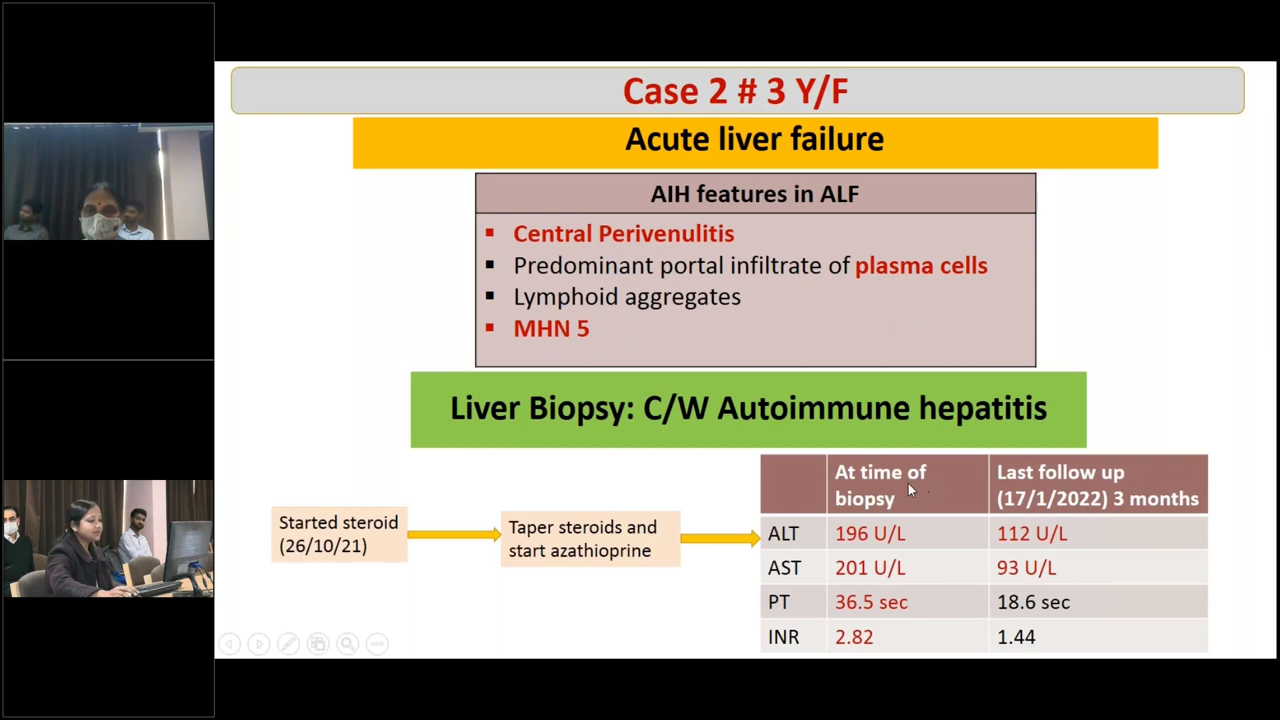 Case 2 # 3 Y/F
Acute liver failure
AIH features in ALF
Central Perivenulitis
Predominant portal infiltrate of plasma cells
Lymphoid aggregates
MHN 5
Liver Biopsy: C/W Autoimmune hepatitis
Started steroid
(26/10/21)
Taper steroids and
start azathioprine
At time of
biopsy
Last follow up
(17/1/2022) 3 months
ALT 196 U/L 112 U/L
AST 201 U/L 93 U/L
PT 36.5 sec 18.6 sec
INR 2.82 1.44